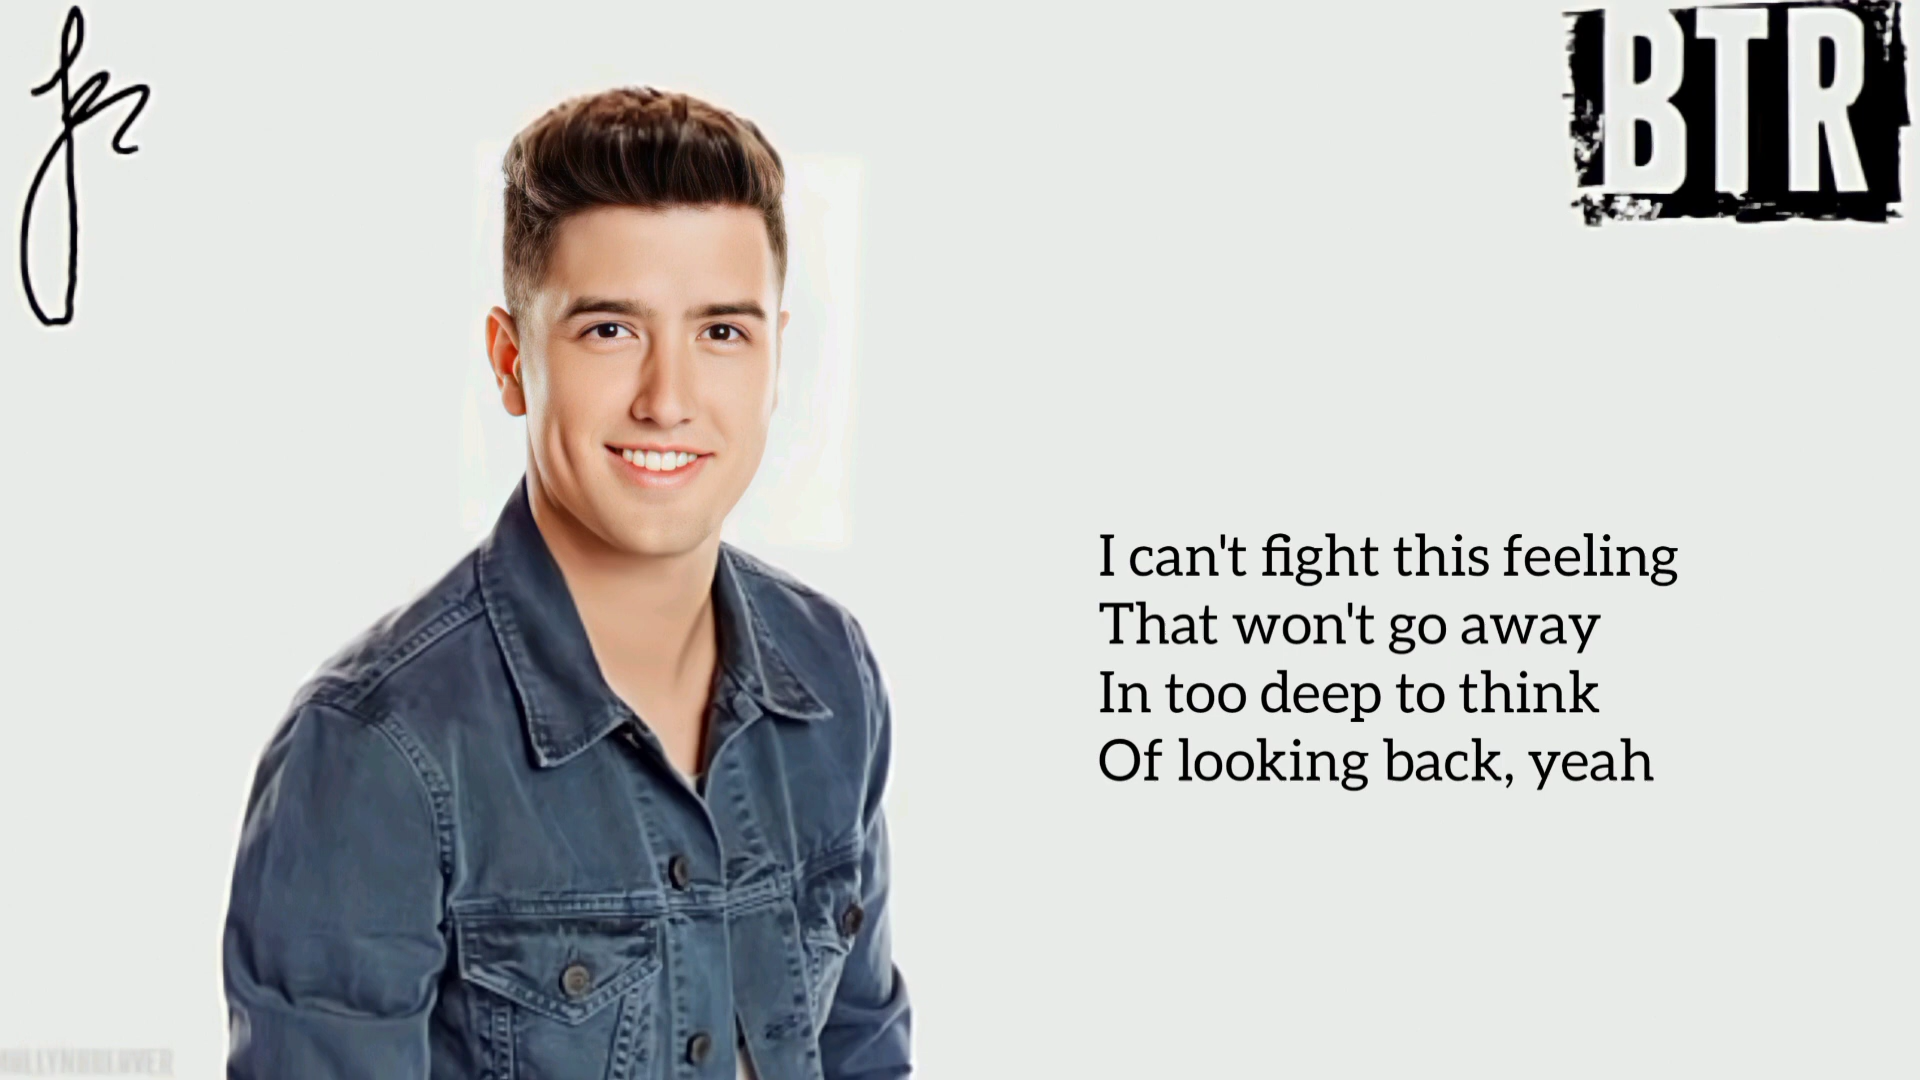 BTR
I can't fight this feeling
That won't go away
In too deep to think
Of looking back, yeah